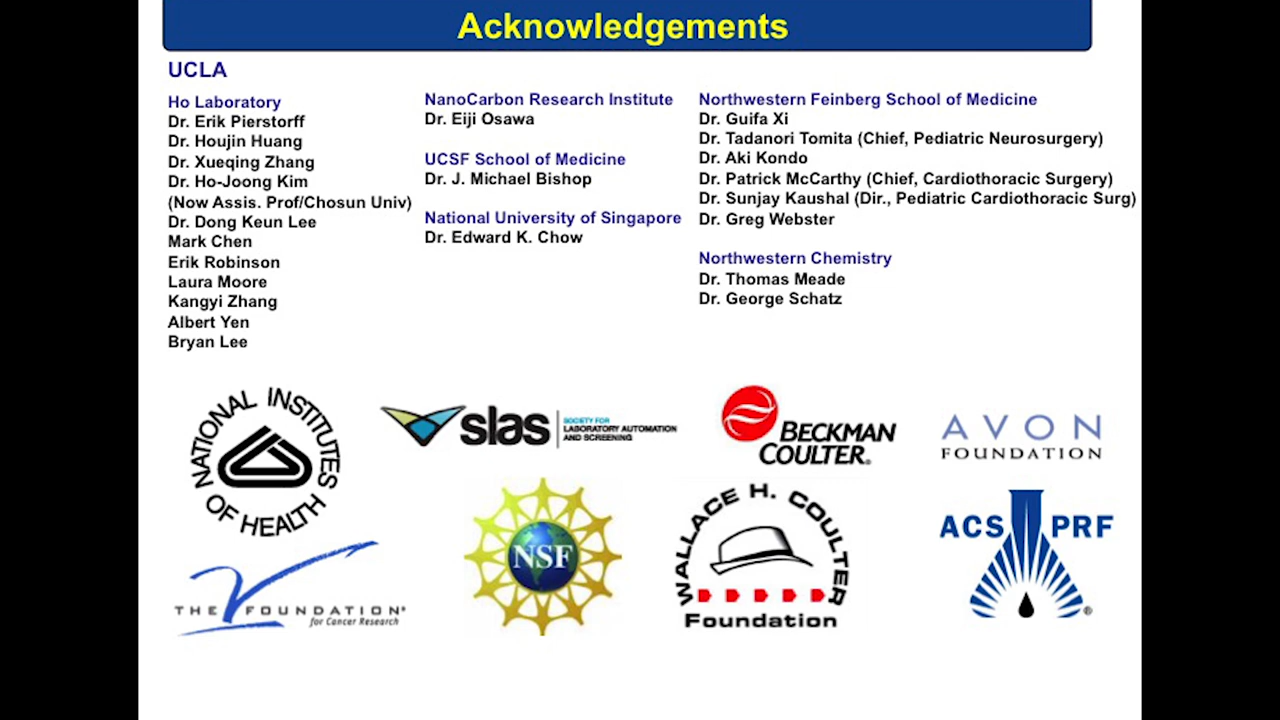 Acknowledgements
UCLA
Ho Laboratory
Dr. Erik Pierstorff
Dr. Houjin Huang
Dr. Xueqing Zhang
Dr. Ho-Joong Kim
(Now Assis. Prof/Chosun Univ)
Dr. Dong Keun Lee
Mark Chen
Erik Robinson
Laura Moore
Kangyi Zhang
Albert Yen
Bryan Lee
NanoCarbon Research Institute
Dr. Eiji Osawa
UCSF School of Medicine
Dr. J. Michael Bishop
National University of Singapore
Dr. Edward K. Chow
Northwestern Feinberg School of Medicine
Dr. Guifa Xi
Dr. Tadanori Tomita (Chief, Pediatric Neurosurgery)
Dr. Aki Kondo
Dr. Patrick McCarthy (Chief, Cardiothoracic Surgery)
Dr. Sunjay Kaushal (Dir., Pediatric Cardiothoracic Surg)
Dr. Greg Webster
Northwestern Chemistry
Dr. Thomas Meade
Dr. George Schatz
NATIONAL INSTITUTES
OF HEALTH
slas
SOCIETY FOR
LABORATORY AUTOMATION
AND SCREENING
BECKMAN
COULTER®
AVON
FOUNDATION
THE V FOUNDATION®
for Cancer Research
NSF
WALLACE H. COULTER
Foundation
ACS PRF
®